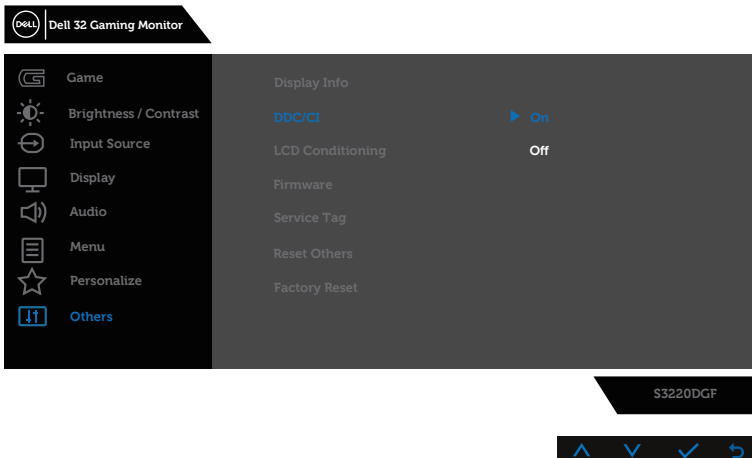 DELL
Dell 32 Gaming Monitor
Game
Brightness / Contrast
Input Source
Display
Audio
Menu
Personalize
Others
Display Info
DDC/CI On
LCD Conditioning Off
Firmware
Service Tag
Reset Others
Factory Reset
S3220DGF